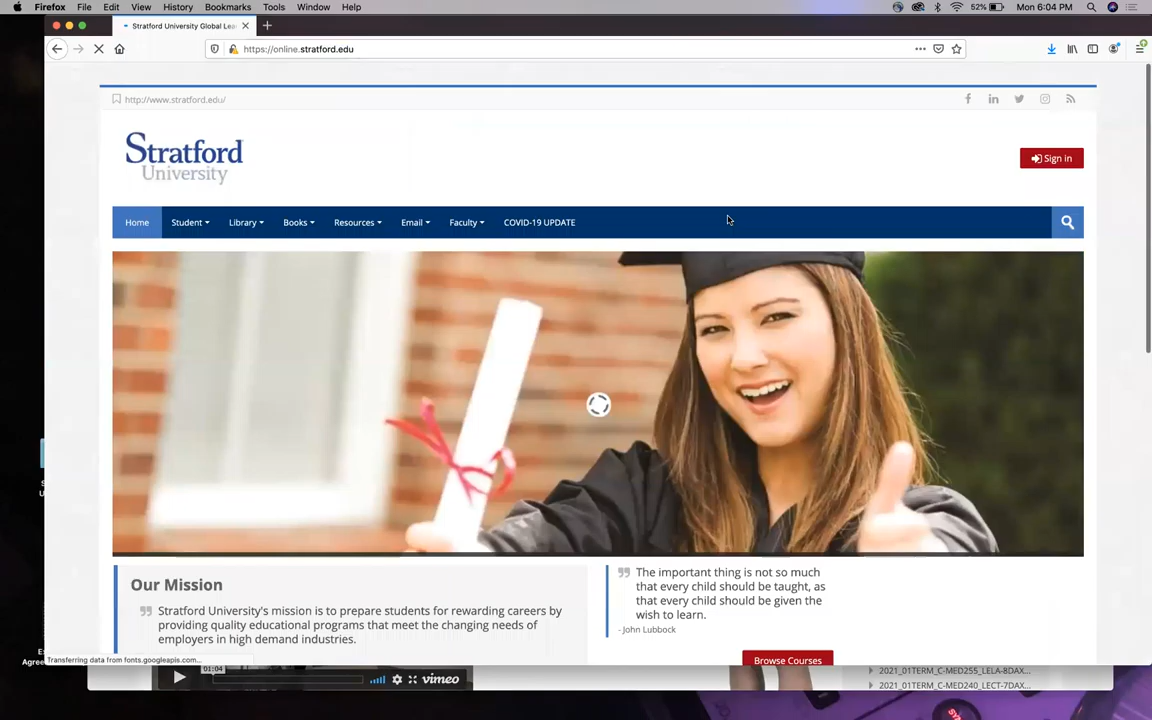 Firefox File Edit View History Bookmarks Tools Window Help 52% Mon 6:04 PM
Stratford University Global Lea
https://online.stratford.edu
http://www.stratford.edu/
Stratford
University
Sign in
Home Student Library Books Resources Email Faculty COVID-19 UPDATE
Our Mission
Stratford University's mission is to prepare students for rewarding careers by
providing quality educational programs that meet the changing needs of
employers in high demand industries.
The important thing is not so much
that every child should be taught, as
that every child should be given the
wish to learn.
- John Lubbock
Browse Courses
Transferring data from fonts.googleapis.com...
01:04
vimeo
2021_01TERM_C-MED255_LELA-8DAX...
2021_01TERM_C-MED240_LECT-7DAX...